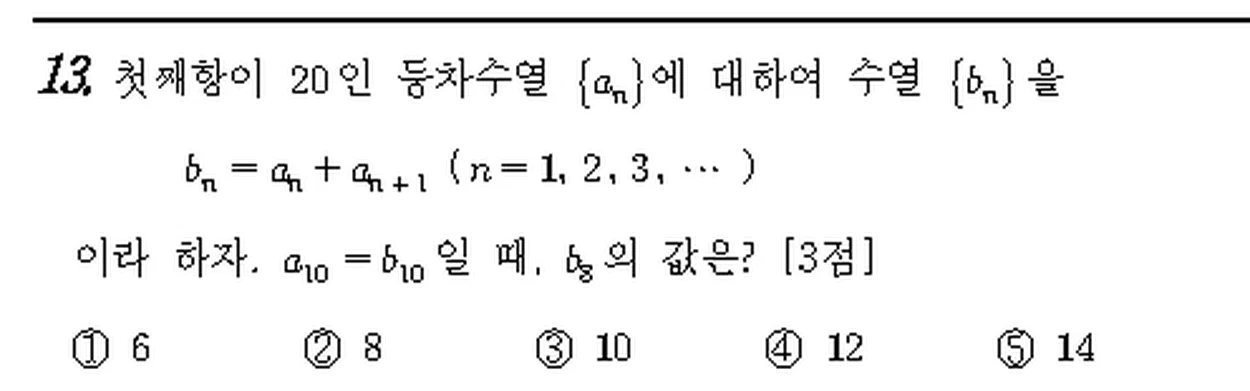 13. 첫째항이 20인 등차수열 {aₙ}에 대하여 수열 {bₙ}을
bₙ = aₙ + aₙ₊₁ (n = 1, 2, 3, ⋯ )
이라 하자. a₁₀ = b₁₀일 때, b₈의 값은? [3점]
① 6 ② 8 ③ 10 ④ 12 ⑤ 14